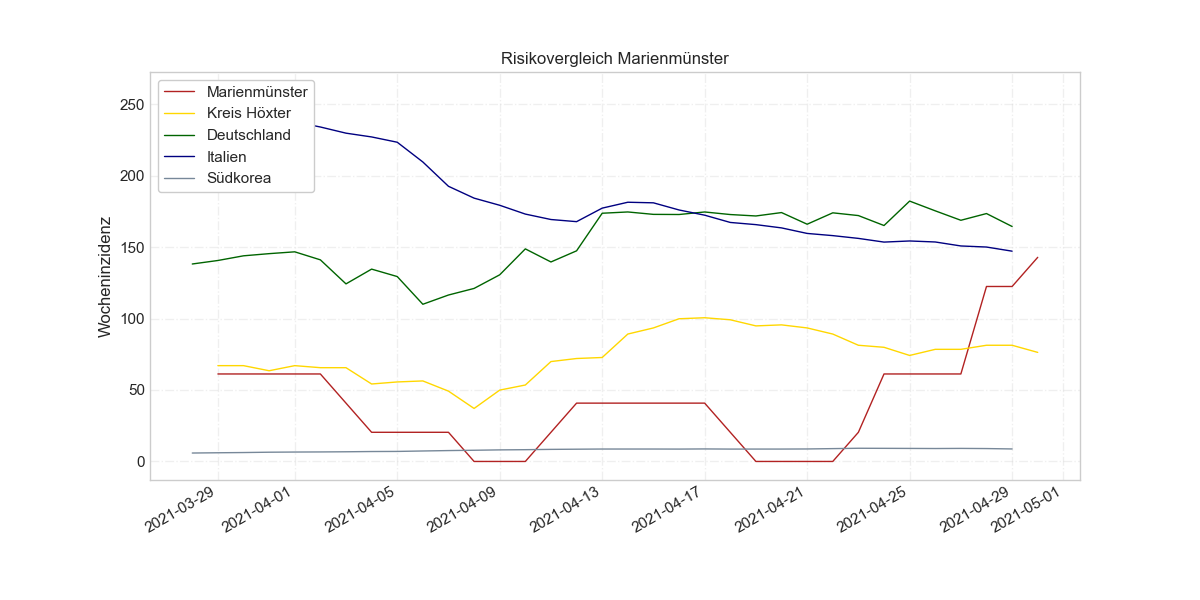 Risikovergleich Marienmünster
Marienmünster
Kreis Höxter
Deutschland
Italien
Südkorea
Wocheninzidenz
250
200
150
100
50
0
2021-03-29
2021-04-01
2021-04-05
2021-04-09
2021-04-13
2021-04-17
2021-04-21
2021-04-25
2021-04-29
2021-05-01